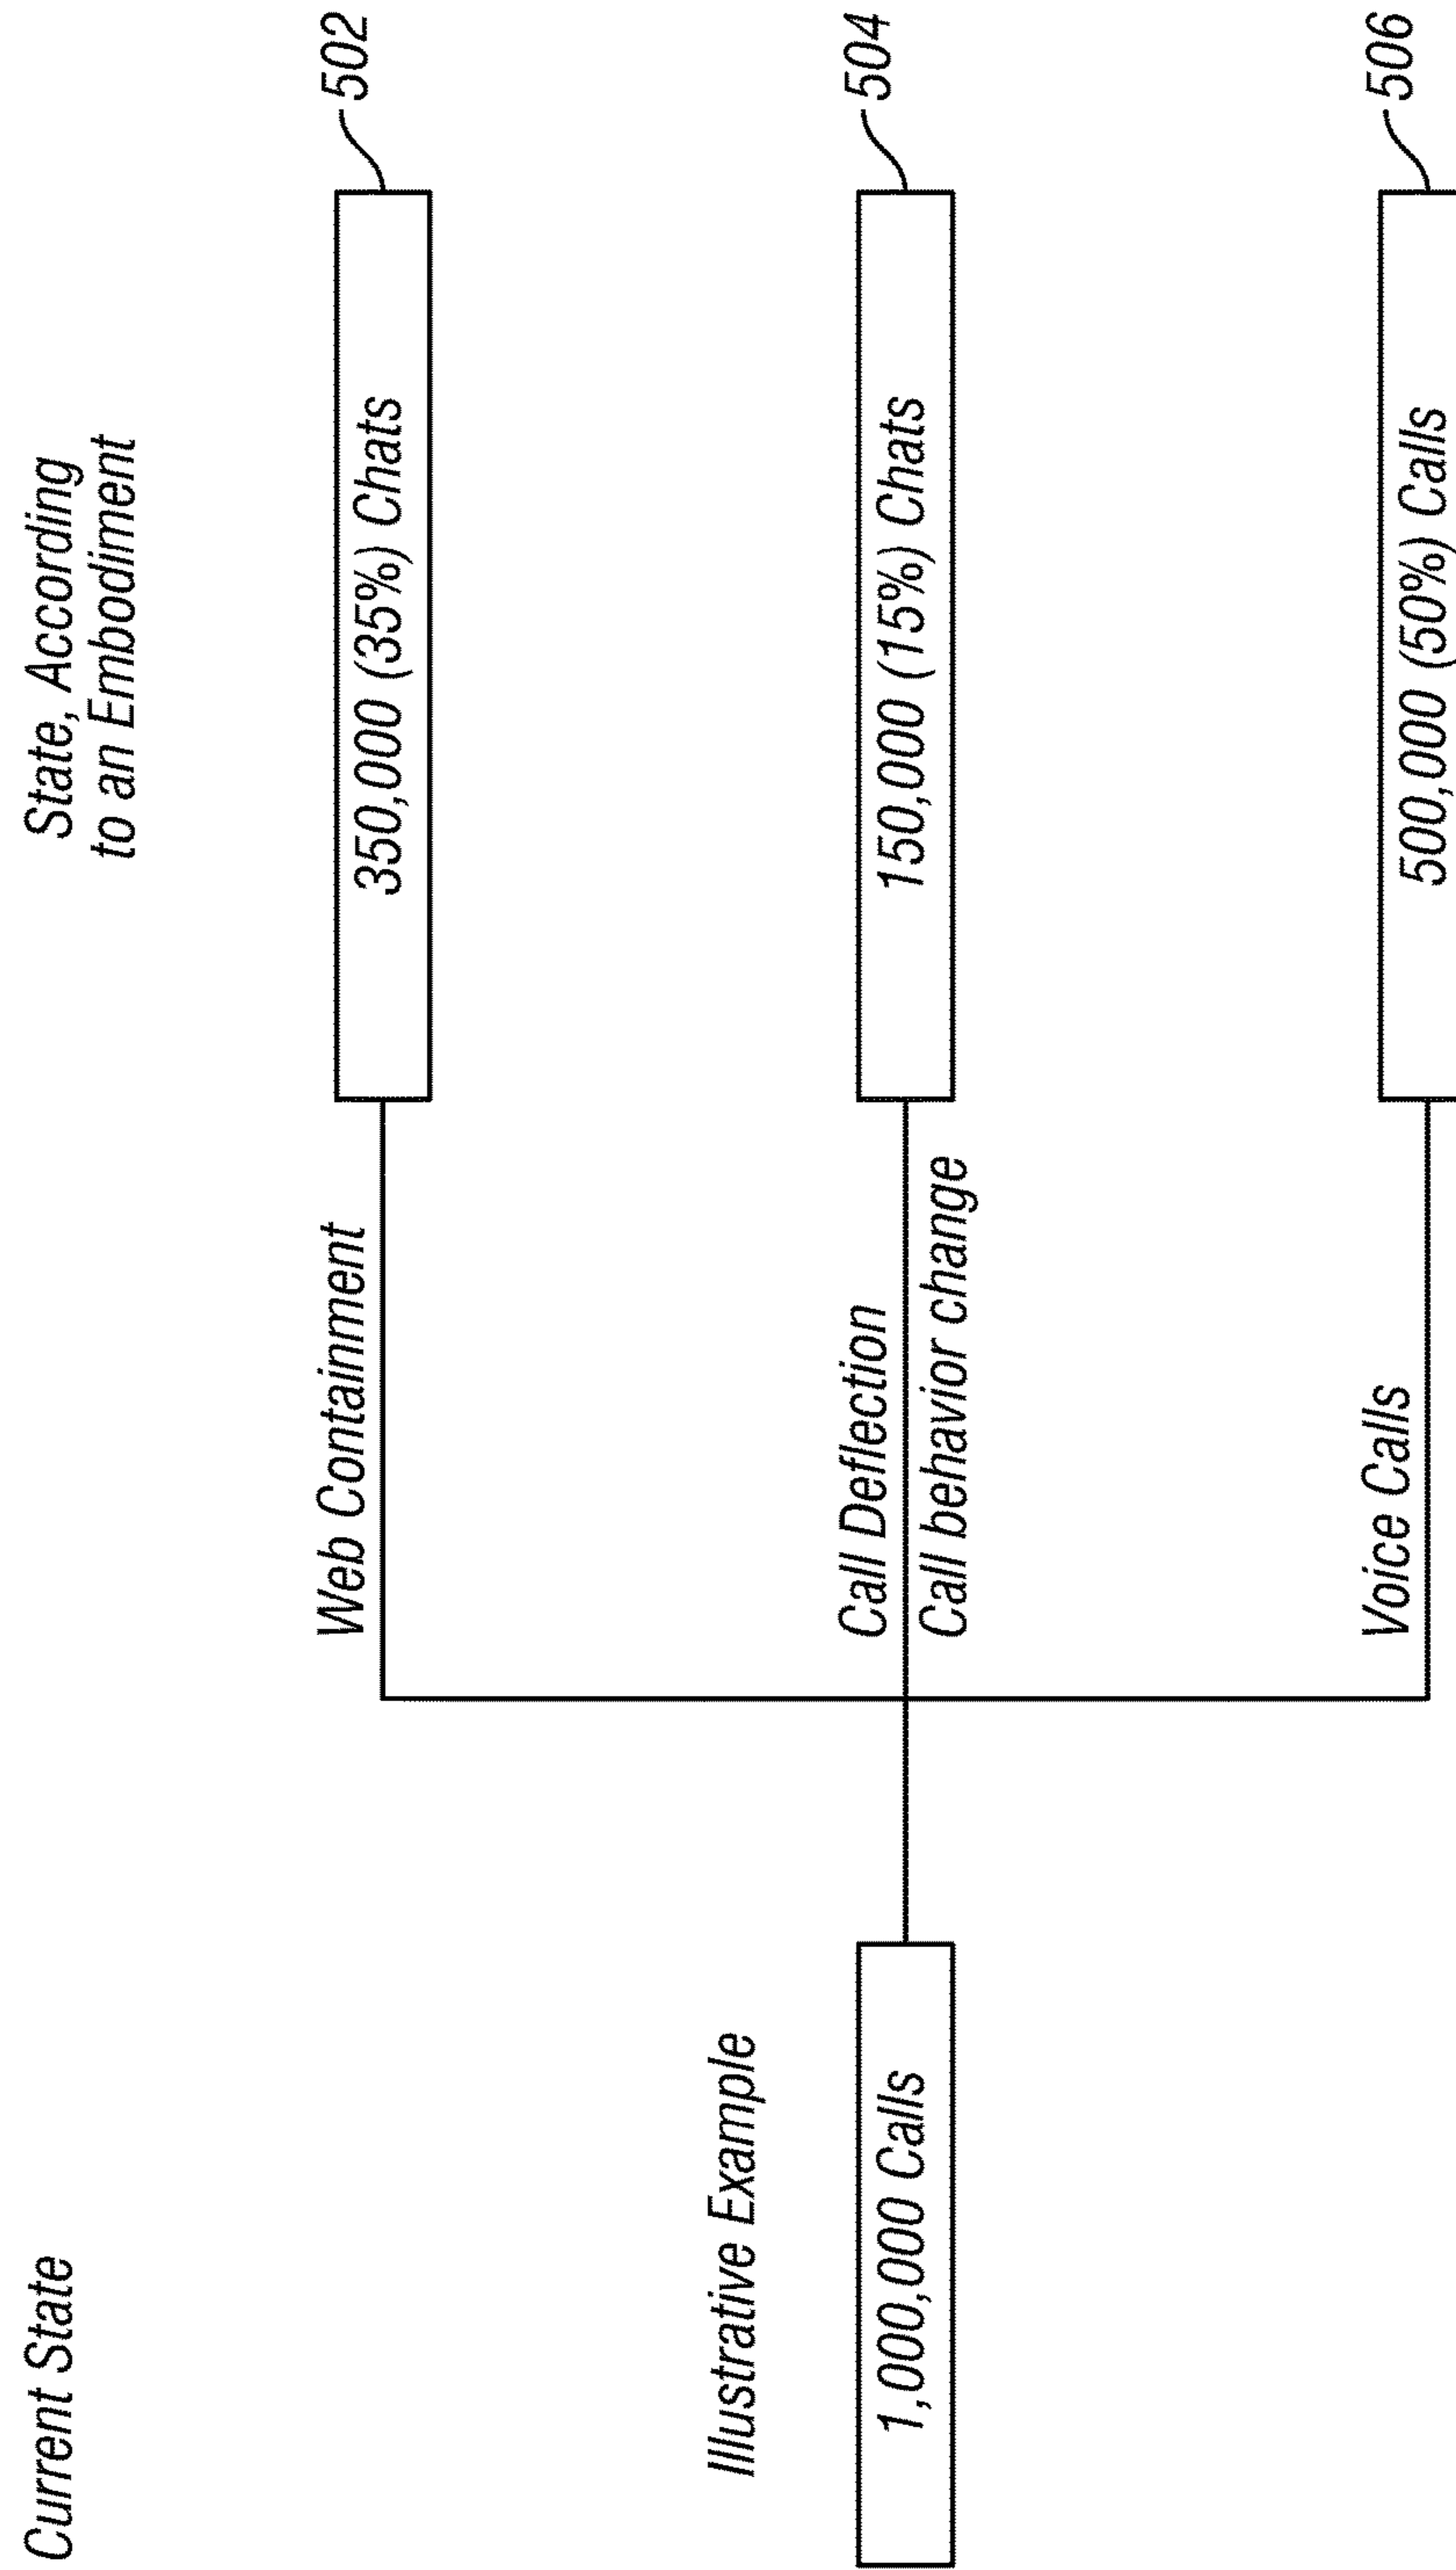 Current State
State, According
to an Embodiment
Web Containment
350,000 (35%) Chats
502
Illustrative Example
1,000,000 Calls
Call Deflection
Call behavior change
150,000 (15%) Chats
504
Voice Calls
500,000 (50%) Calls
506